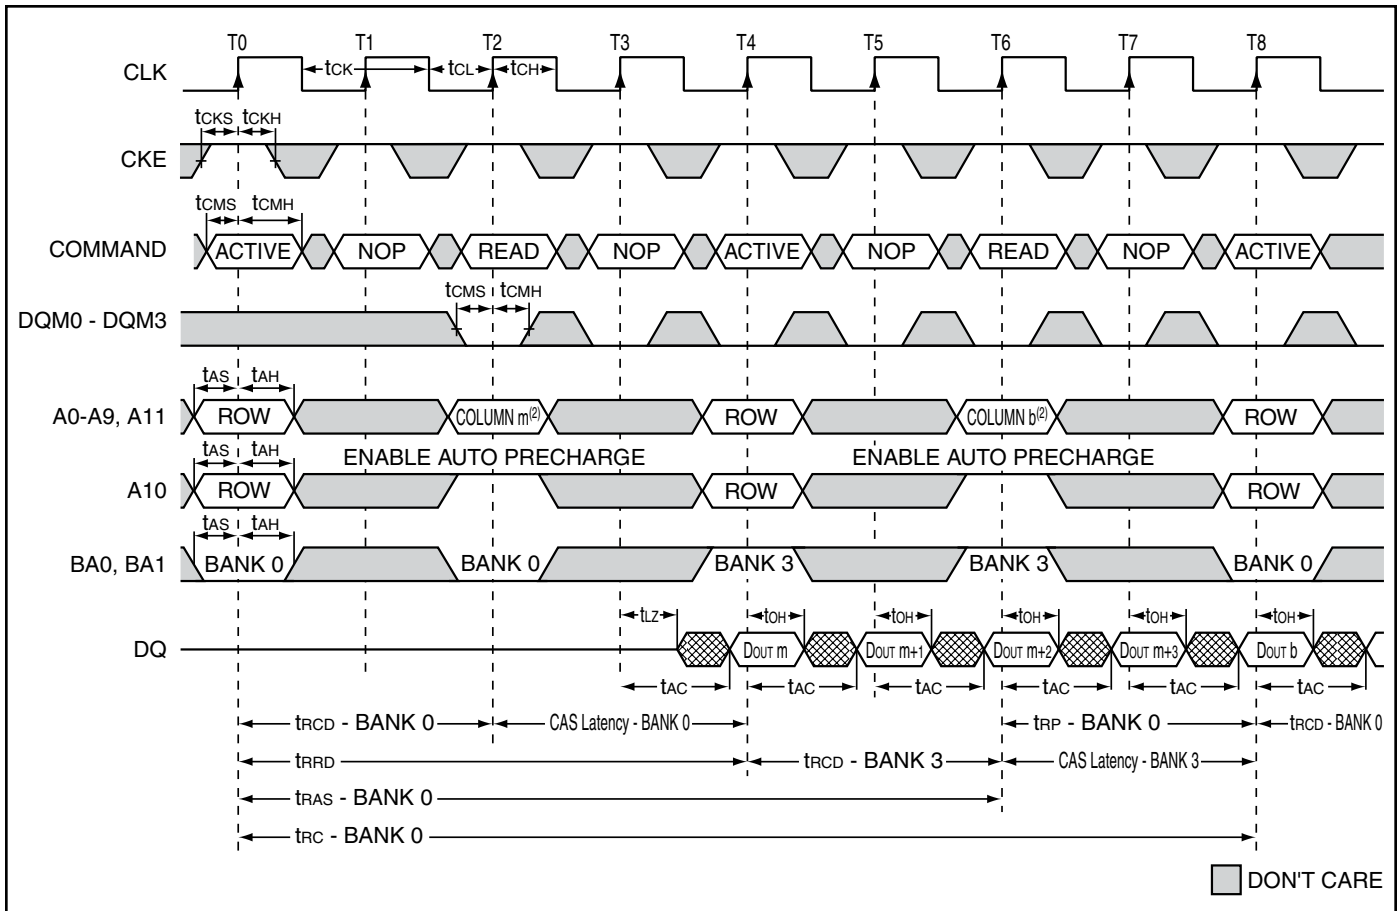 T0 T1 T2 T3 T4 T5 T6 T7 T8
CLK tCK tCL tCH
tCKS tCKH
CKE
tCMS tCMH
COMMAND ACTIVE NOP READ NOP ACTIVE NOP READ NOP ACTIVE
tCMS tCMH
DQM0 - DQM3
tAS tAH
A0-A9, A11 ROW COLUMN m(2) ROW COLUMN b(2) ROW
tAS tAH ENABLE AUTO PRECHARGE ENABLE AUTO PRECHARGE
A10 ROW ROW ROW
tAS tAH
BA0, BA1 BANK 0 BANK 0 BANK 3 BANK 3 BANK 0
tLZ tOH tOH tOH tOH tOH
DQ DOUT m DOUT m+1 DOUT m+2 DOUT m+3 DOUT b
tAC tAC tAC tAC tAC tAC
tRCD - BANK 0 CAS Latency - BANK 0 tRP - BANK 0 tRCD - BANK 0
tRRD tRCD - BANK 3 CAS Latency - BANK 3
tRAS - BANK 0
tRC - BANK 0
DON'T CARE